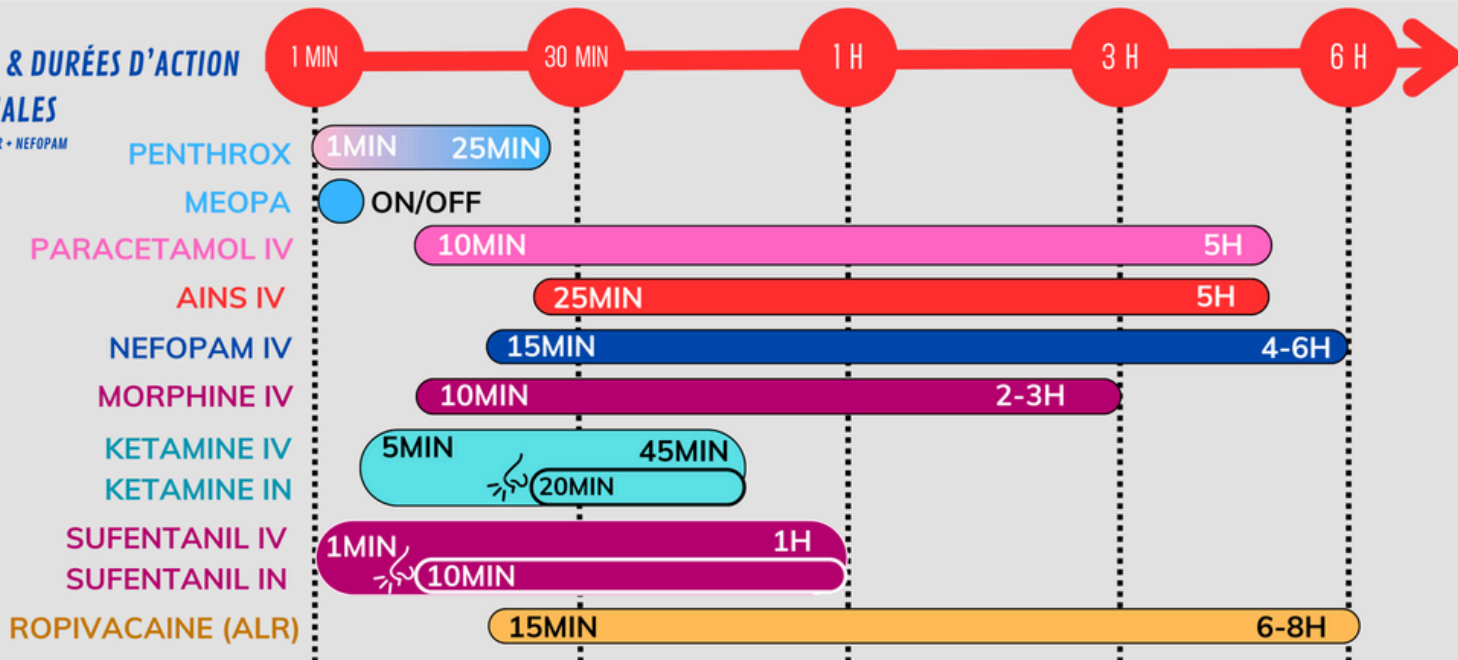 & DURÉES D'ACTION
1 MIN 30 MIN 1 H 3 H 6 H
ALES
+ NEFOPAM
PENTHROX 1MIN 25MIN
MEOPA ON/OFF
PARACETAMOL IV 10MIN 5H
AINS IV 25MIN 5H
NEFOPAM IV 15MIN 4-6H
MORPHINE IV 10MIN 2-3H
KETAMINE IV 5MIN 45MIN
KETAMINE IN 20MIN
SUFENTANIL IV 1MIN 1H
SUFENTANIL IN 10MIN
ROPIVACAINE (ALR) 15MIN 6-8H